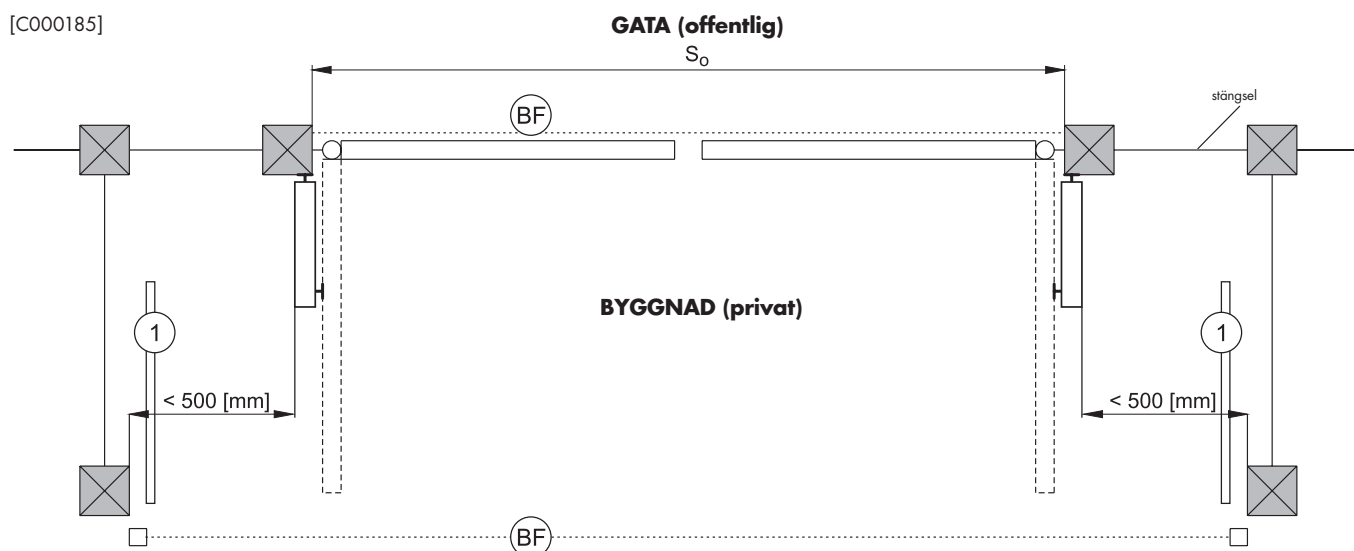 [C000185]
GATA (offentlig)
So
BF
stängsel
BYGGNAD (privat)
1
1
< 500 [mm]
< 500 [mm]
BF